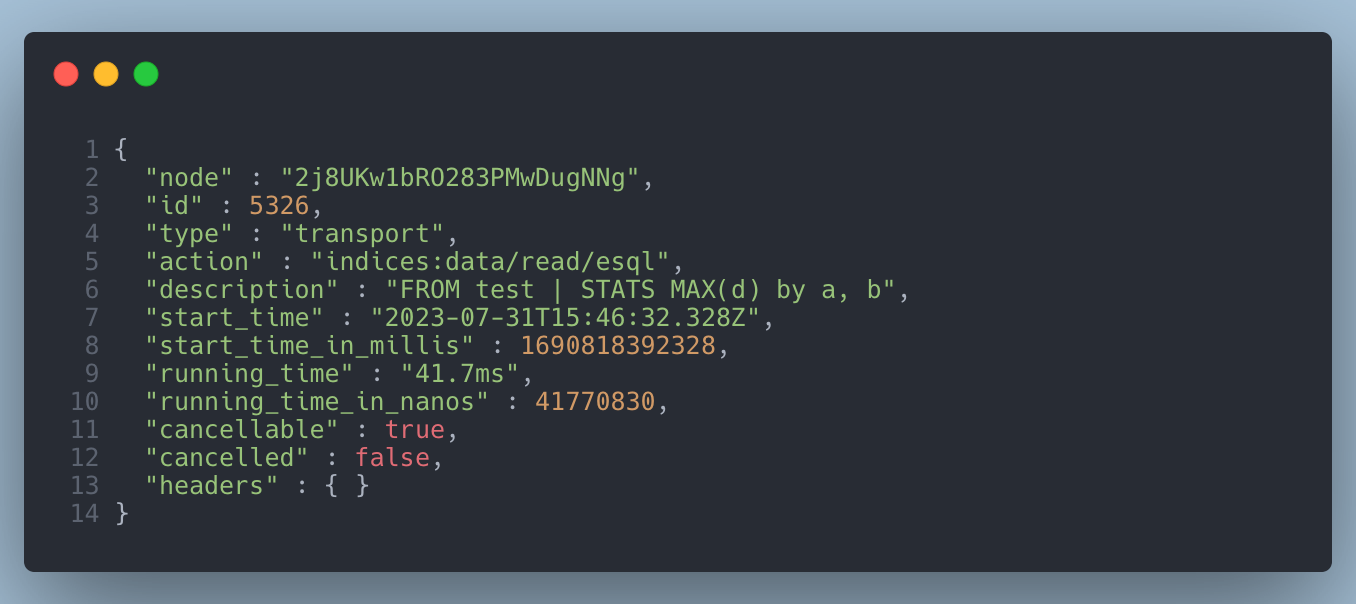 1 {
2   "node" : "2j8UKw1bRO283PMwDugNNg",
3   "id" : 5326,
4   "type" : "transport",
5   "action" : "indices:data/read/esql",
6   "description" : "FROM test | STATS MAX(d) by a, b",
7   "start_time" : "2023-07-31T15:46:32.328Z",
8   "start_time_in_millis" : 1690818392328,
9   "running_time" : "41.7ms",
10   "running_time_in_nanos" : 41770830,
11   "cancellable" : true,
12   "cancelled" : false,
13   "headers" : { }
14 }